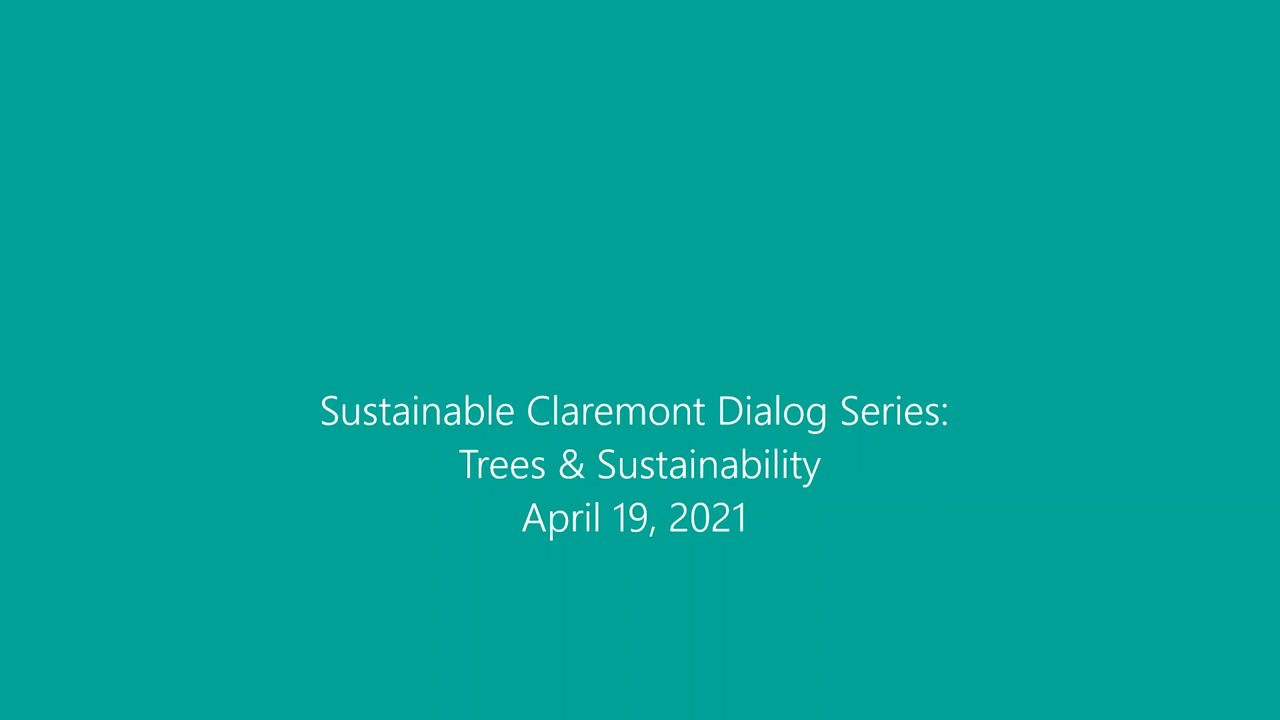 Sustainable Claremont Dialog Series:
Trees & Sustainability
April 19, 2021